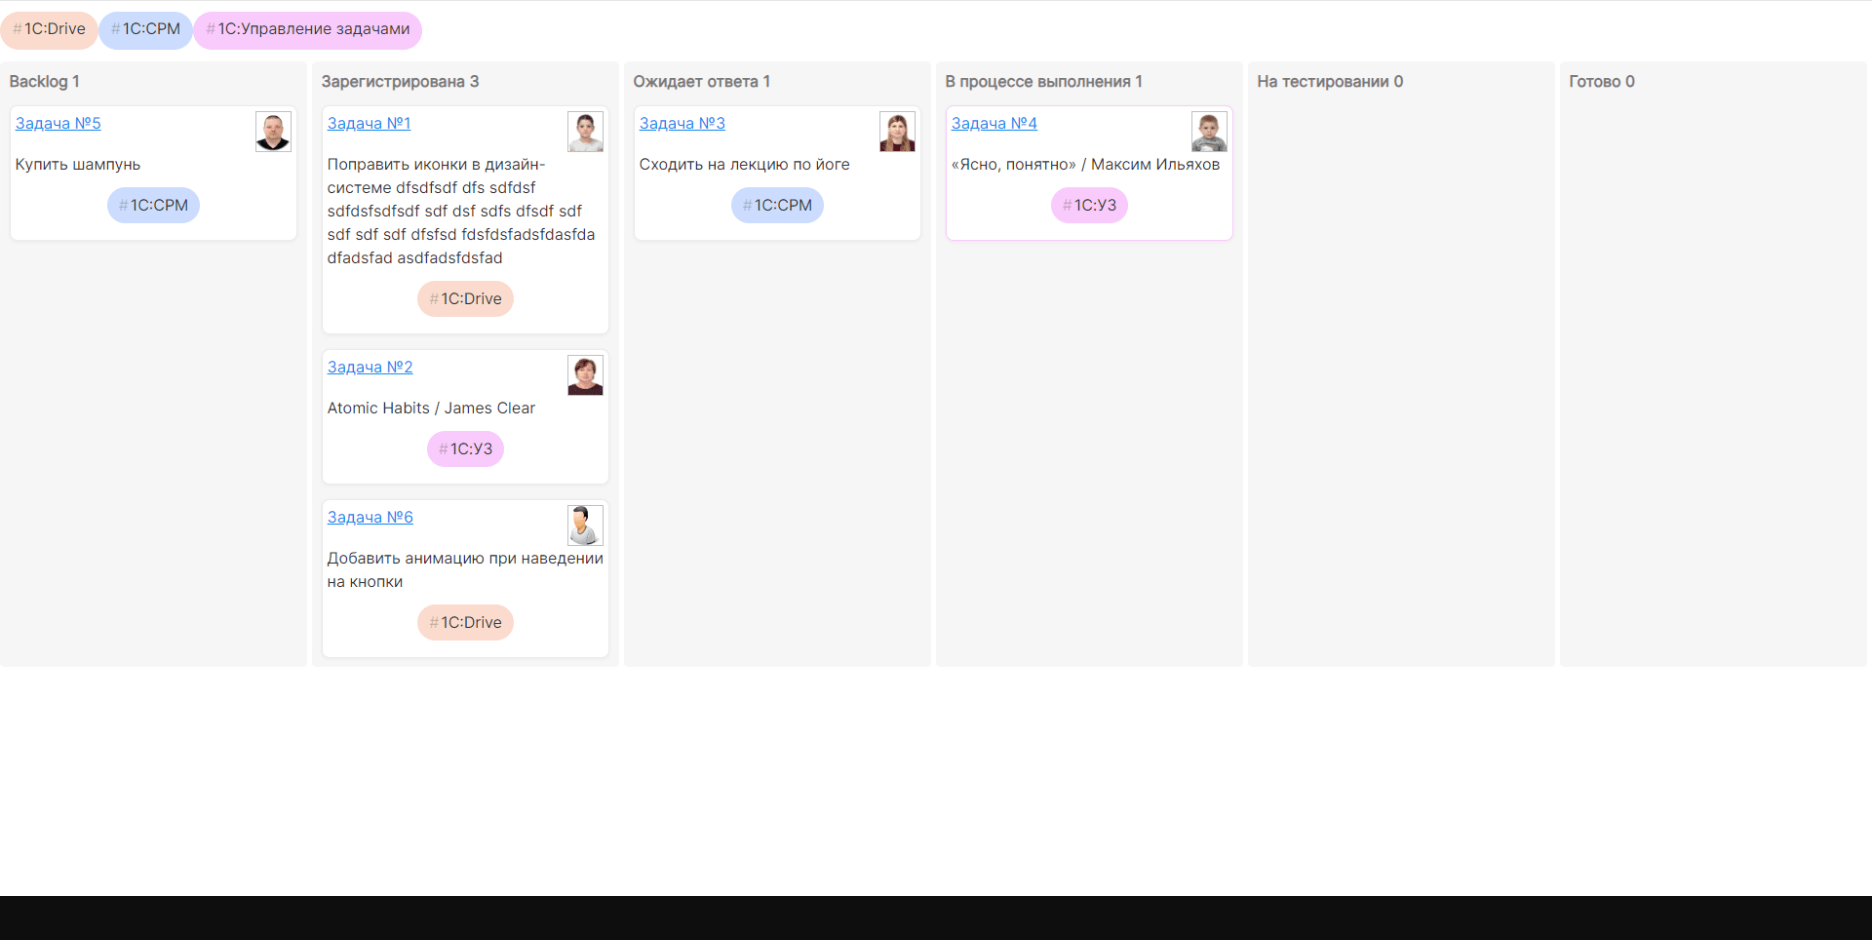 #1C:Drive #1C:CPM #1C:Управление задачами
Backlog 1
Задача №5
Купить шампунь
#1C:CPM
Зарегистрирована 3
Задача №1
Поправить иконки в дизайн-
системе dfsdfsdf dfs sdfdsf
sdfdsfsdfsdf sdf dsf sdfs dfsdf sdf
sdf sdf sdf dfsfsd fdsfdsfadsfdasfda
dfadsfad asdfadsfdsfad
#1C:Drive
Задача №2
Atomic Habits / James Clear
#1C:УЗ
Задача №6
Добавить анимацию при наведении
на кнопки
#1C:Drive
Ожидает ответа 1
Задача №3
Сходить на лекцию по йоге
#1C:CPM
В процессе выполнения 1
Задача №4
«Ясно, понятно» / Максим Ильяхов
#1C:УЗ
На тестировании 0
Готово 0